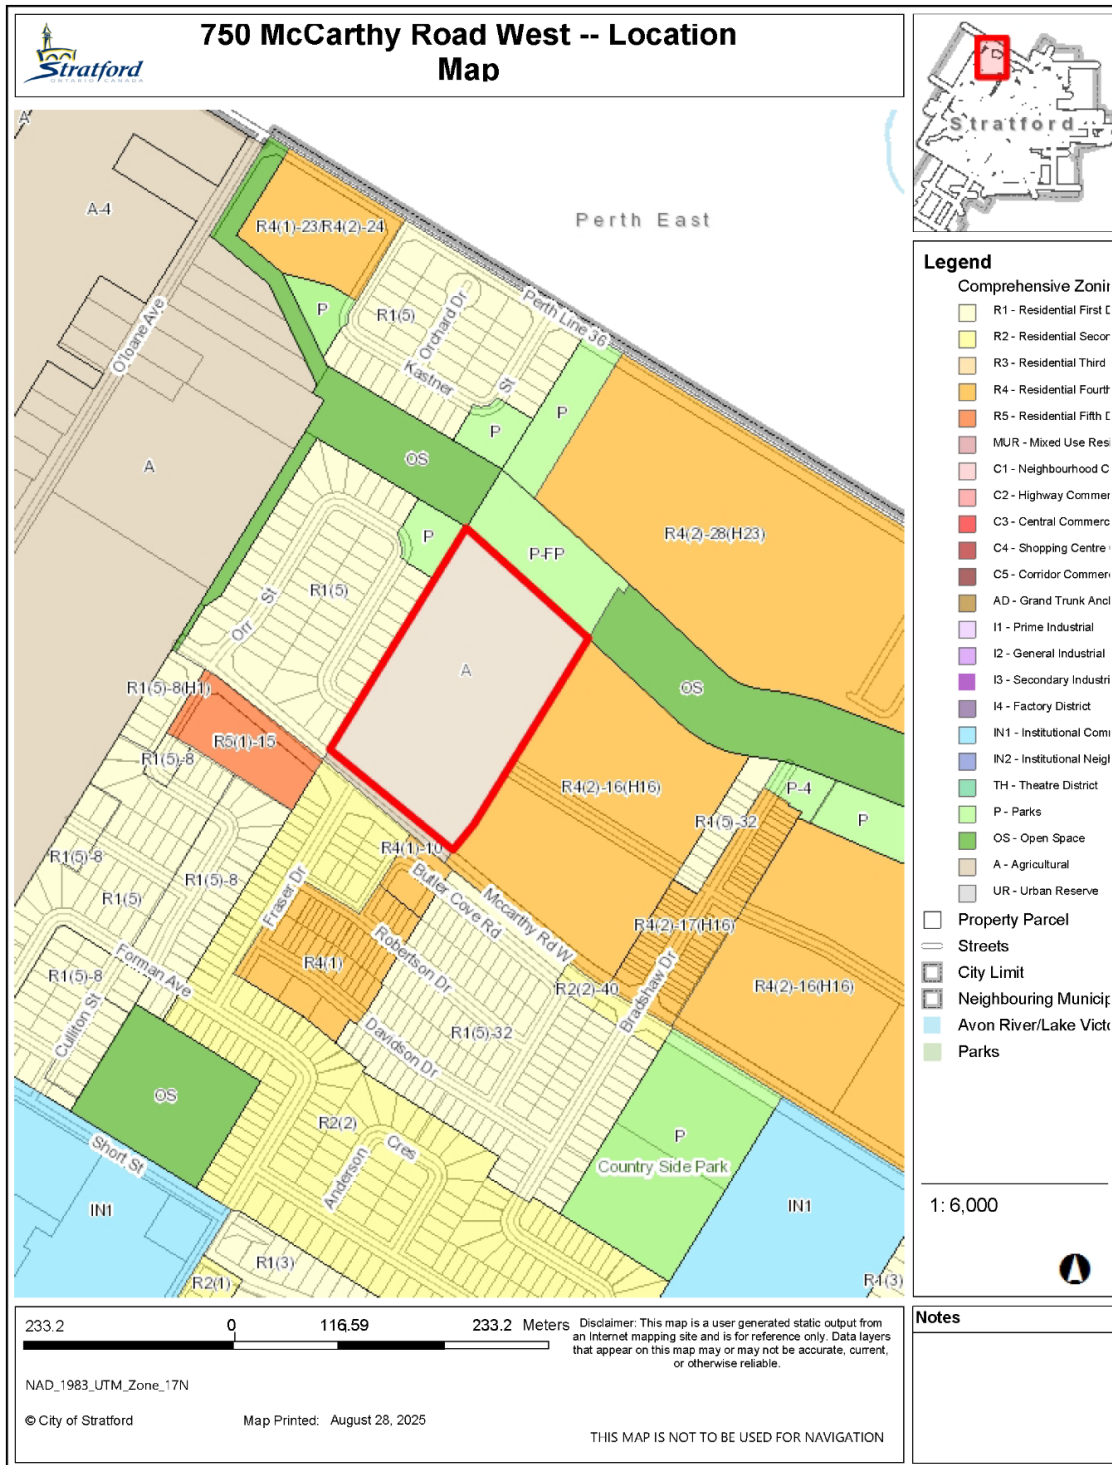 750 McCarthy Road West -- Location
Map
Stratford
ONTARIO CANADA
Stratford
A
A-4
R4(1)-23/R4(2)-24
Perth East
O'loane Ave
P
R1(5)
Orchard Dr
Perth Line 36
Kastner
St
P
P
A
OS
R4(2)-28(H23)
P
P-FP
R1(5)
Orr St
A
OS
R1(5)-8(H1)
R5(1)-15
R1(5)-8
R4(2)-16(H16)
P-4
P
R1(5)-32
R4(1)-10
R1(5)-8
R1(5)-8
Fraser Dr
Butler Cove Rd
Mccarthy Rd W
R1(5)
R4(2)-17(H16)
Robertson Dr
R4(1)
Forman Ave
R1(5)-8
R2(2)-40
Bradshaw Dr
R4(2)-16(H16)
Culliton St
Davidson Dr
R1(5)-32
OS
R2(2)
P
Short St
Anderson Cres
Country Side Park
IN1
IN1
R1(3)
R2(1)
R1(3)
Legend
Comprehensive Zonin
R1 - Residential First D
R2 - Residential Secon
R3 - Residential Third
R4 - Residential Fourth
R5 - Residential Fifth D
MUR - Mixed Use Resi
C1 - Neighbourhood C
C2 - Highway Commer
C3 - Central Commerc
C4 - Shopping Centre
C5 - Corridor Commer
AD - Grand Trunk Anch
I1 - Prime Industrial
I2 - General Industrial
I3 - Secondary Industri
I4 - Factory District
IN1 - Institutional Comm
IN2 - Institutional Neigh
TH - Theatre District
P - Parks
OS - Open Space
A - Agricultural
UR - Urban Reserve
Property Parcel
Streets
City Limit
Neighbouring Municip
Avon River/Lake Victo
Parks
1: 6,000
233.2 0 116.59 233.2 Meters
NAD_1983_UTM_Zone_17N
© City of Stratford
Map Printed: August 28, 2025
Disclaimer: This map is a user generated static output from
an Internet mapping site and is for reference only. Data layers
that appear on this map may or may not be accurate, current,
or otherwise reliable.
THIS MAP IS NOT TO BE USED FOR NAVIGATION
Notes